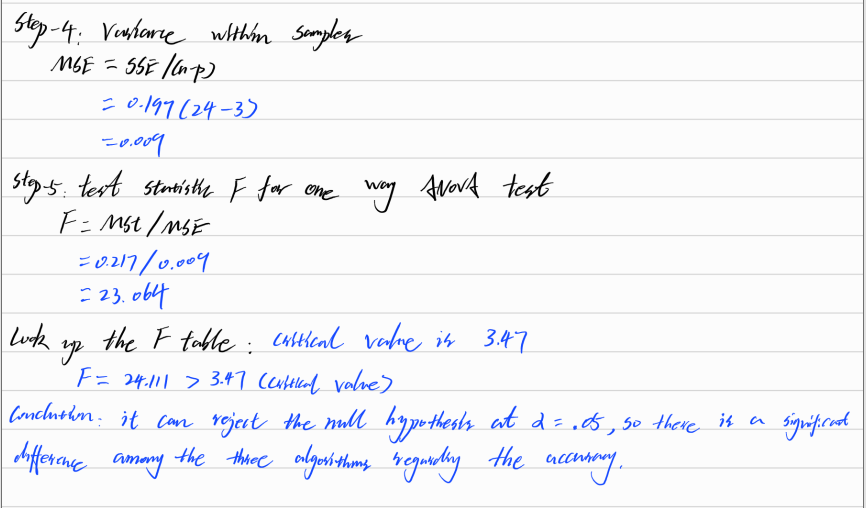 Step-4: Variance within samples
MSE = SSE/(n-p)
= 0.197(24-3)
= 0.009
Step-5: test statistic F for one way ANOVA test
F = MSt/MSE
= 0.217/0.009
= 23.064
Look up the F table: critical value is 3.47
F = 24.111 > 3.47 (critical value)
Conclusion: it can reject the null hypothesis at α = .05, so there is a significant
difference among the three algorithms regarding the accuracy.